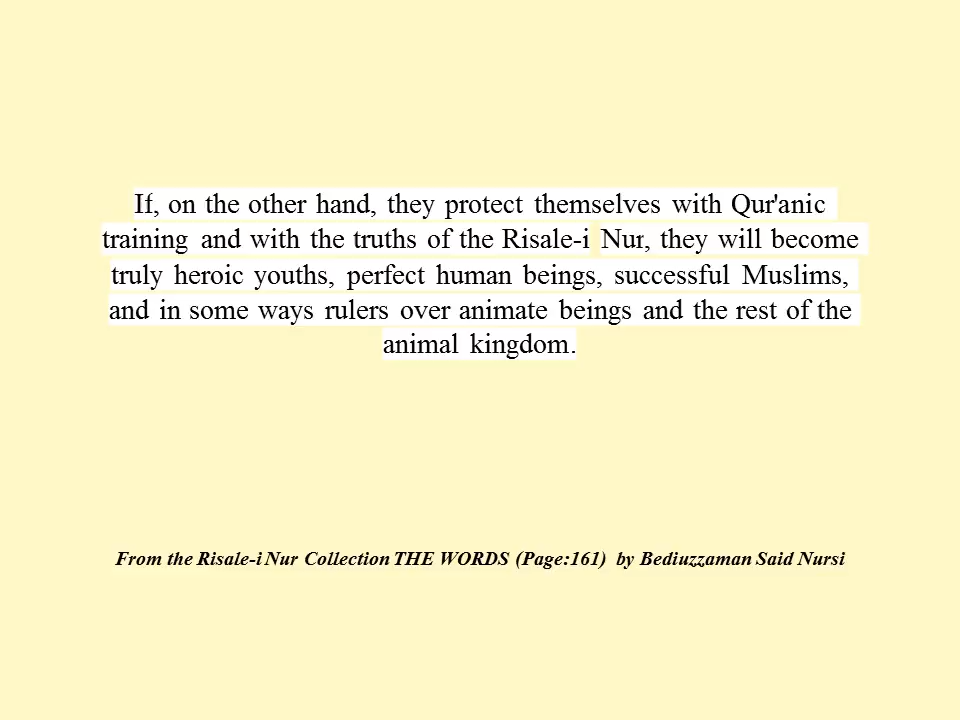 If, on the other hand, they protect themselves with Qur'anic
training and with the truths of the Risale-i Nur, they will become
truly heroic youths, perfect human beings, successful Muslims,
and in some ways rulers over animate beings and the rest of the
animal kingdom.
From the Risale-i Nur Collection THE WORDS (Page:161) by Bediuzzaman Said Nursi